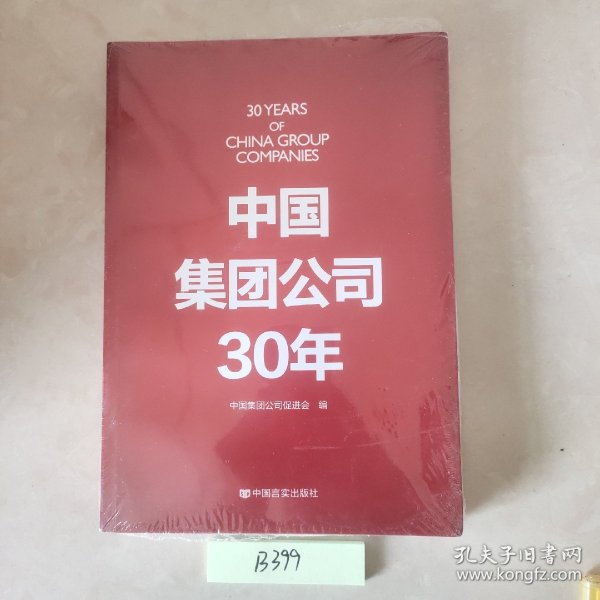 30 YEARS
OF
CHINA GROUP
COMPANIES
中国
集团公司
30年
中国集团公司促进会 编
中国言实出版社
B399
孔夫子旧书网
www.kongfz.com